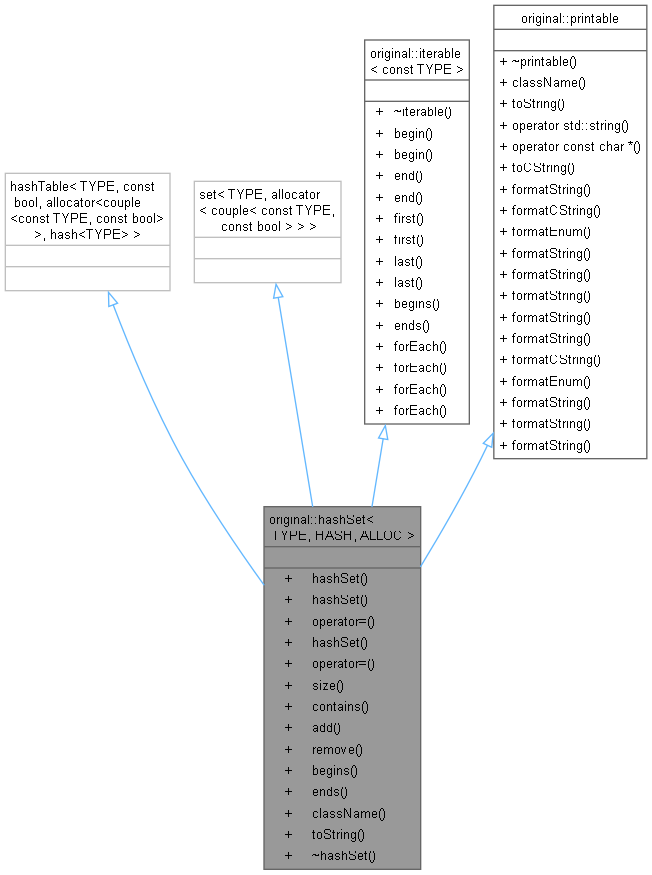 original::printable
+ ~printable()
+ className()
+ toString()
+ operator std::string()
+ operator const char *()
+ toCString()
+ formatString()
+ formatCString()
+ formatEnum()
+ formatString()
+ formatString()
+ formatString()
+ formatString()
+ formatString()
+ formatCString()
+ formatEnum()
+ formatString()
+ formatString()
+ formatString()
original::iterable
< const TYPE >
+ ~iterable()
+ begin()
+ begin()
+ end()
+ end()
+ first()
+ first()
+ last()
+ last()
+ begins()
+ ends()
+ forEach()
+ forEach()
+ forEach()
+ forEach()
hashTable< TYPE, const
bool, allocator<couple
<const TYPE, const bool>
>, hash<TYPE> >
set< TYPE, allocator
< couple< const TYPE,
const bool > > >
original::hashSet<
TYPE, HASH, ALLOC >
+ hashSet()
+ hashSet()
+ operator=()
+ hashSet()
+ operator=()
+ size()
+ contains()
+ add()
+ remove()
+ begins()
+ ends()
+ className()
+ toString()
+ ~hashSet()